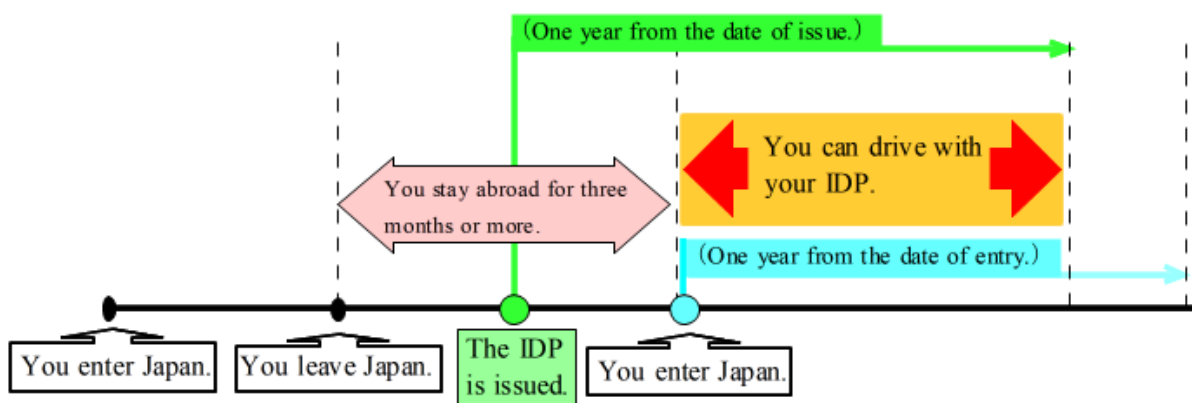 (One year from the date of issue.)
You can drive with
your IDP.
You stay abroad for three
months or more.
(One year from the date of entry.)
You enter Japan.
You leave Japan.
The IDP
is issued.
You enter Japan.